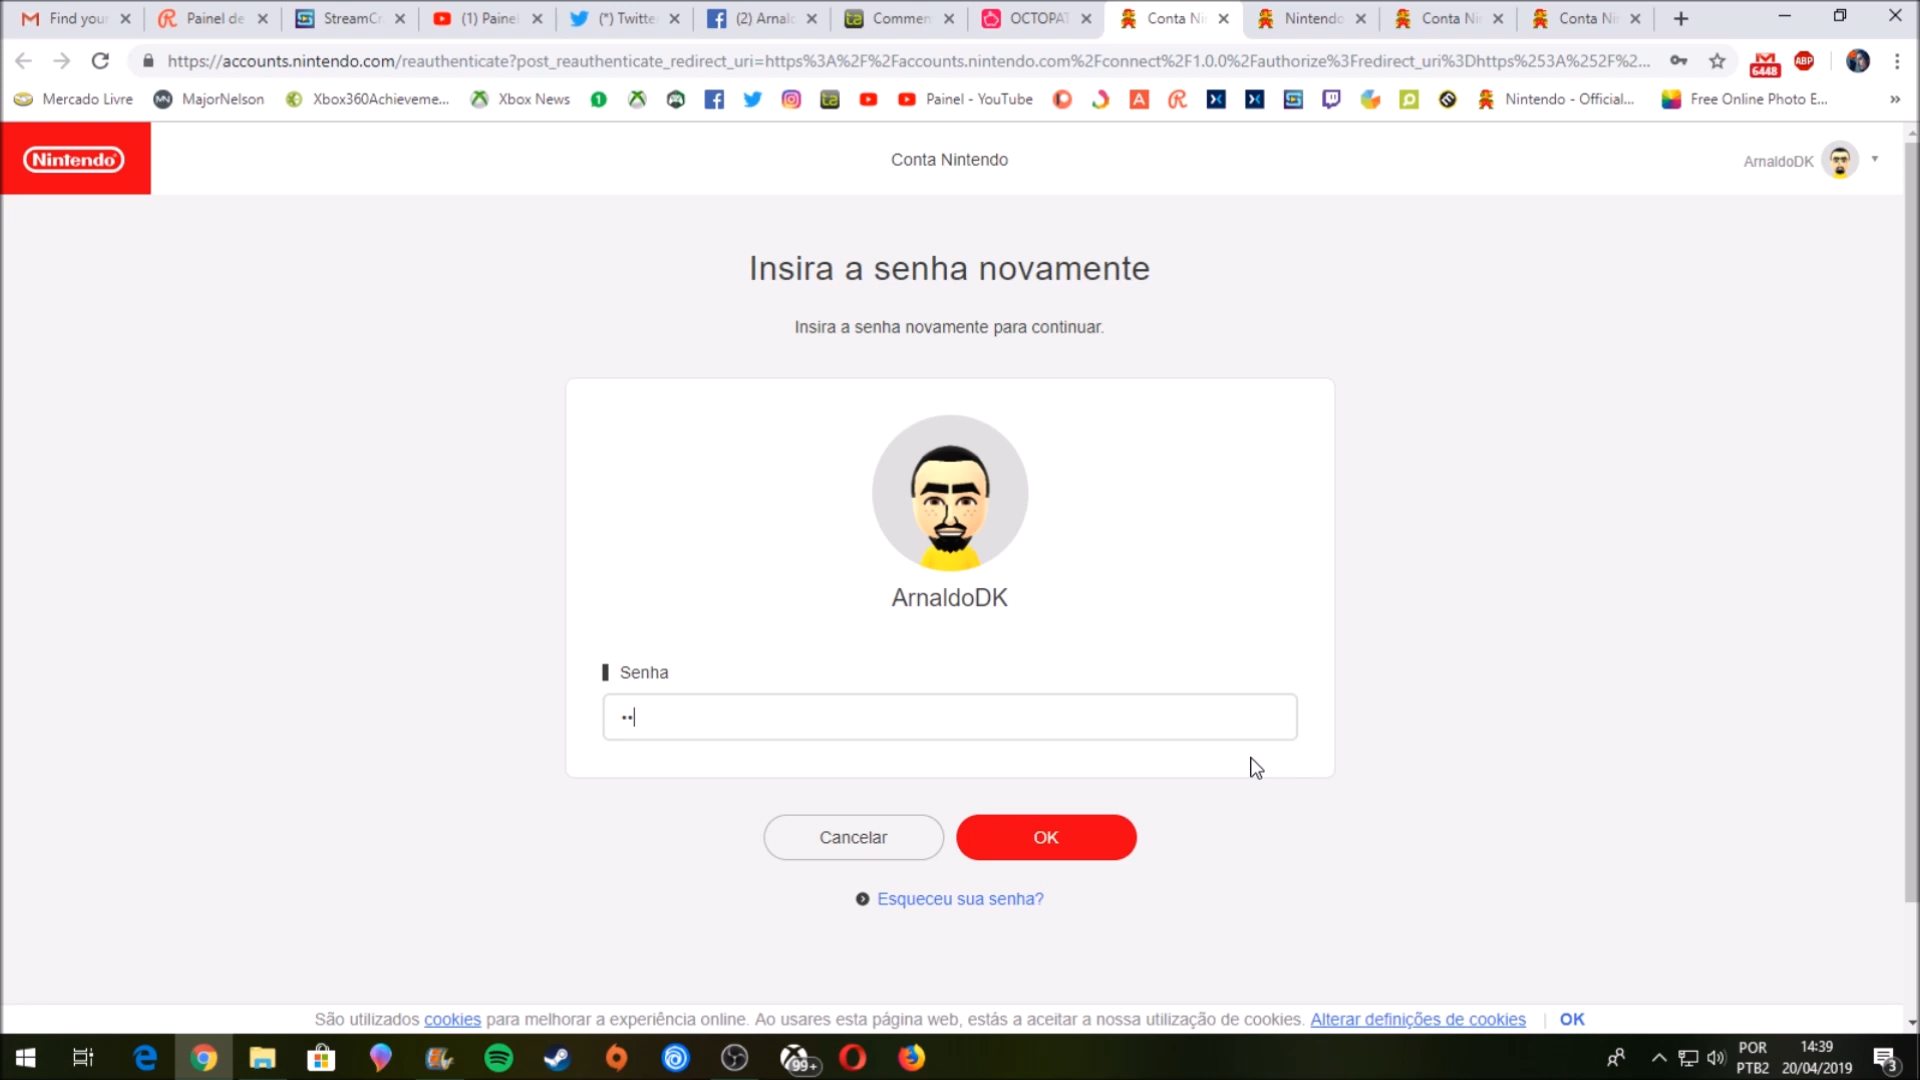 Find your
Painel de
StreamCr
(1) Painel
(*) Twitte
(2) Arnal
Commen
OCTOPAT
Conta Ni
Nintendo
Conta Ni
Conta Ni
https://accounts.nintendo.com/reauthenticate?post_reauthenticate_redirect_uri=https%3A%2F%2Faccounts.nintendo.com%2Fconnect%2F1.0.0%2Fauthorize%3Fredirect_uri%3Dhttps%253A%252F%2...
6448
ABP
Mercado Livre
MajorNelson
Xbox360Achieveme...
Xbox News
Painel - YouTube
Nintendo - Official...
Free Online Photo E...
»
Nintendo
Conta Nintendo
ArnaldoDK
Insira a senha novamente
Insira a senha novamente para continuar.
ArnaldoDK
Senha
••
Cancelar
OK
Esqueceu sua senha?
São utilizados cookies para melhorar a experiência online. Ao usares esta página web, estás a aceitar a nossa utilização de cookies. Alterar definições de cookies | OK
99+
POR
PTB2
14:39
20/04/2019
3